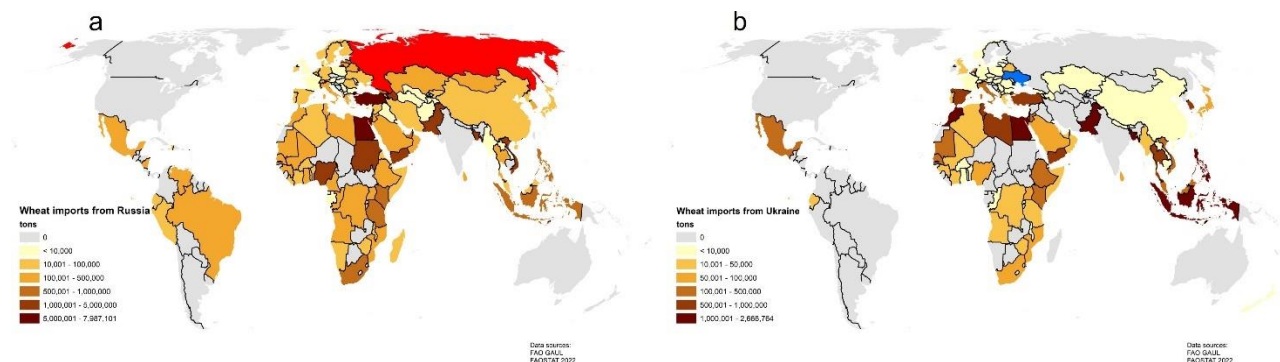 a
Wheat imports from Russia
tons
0
< 10,000
10,001 - 100,000
100,001 - 500,000
500,001 - 1,000,000
1,000,001 - 5,000,000
5,000,001 - 7,987,101
Data sources:
FAO GAUL
FAOSTAT 2022
b
Wheat imports from Ukraine
tons
0
< 10,000
10,001 - 50,000
50,001 - 100,000
100,001 - 500,000
500,001 - 1,000,000
1,000,001 - 2,688,764
Data sources:
FAO GAUL
FAOSTAT 2022